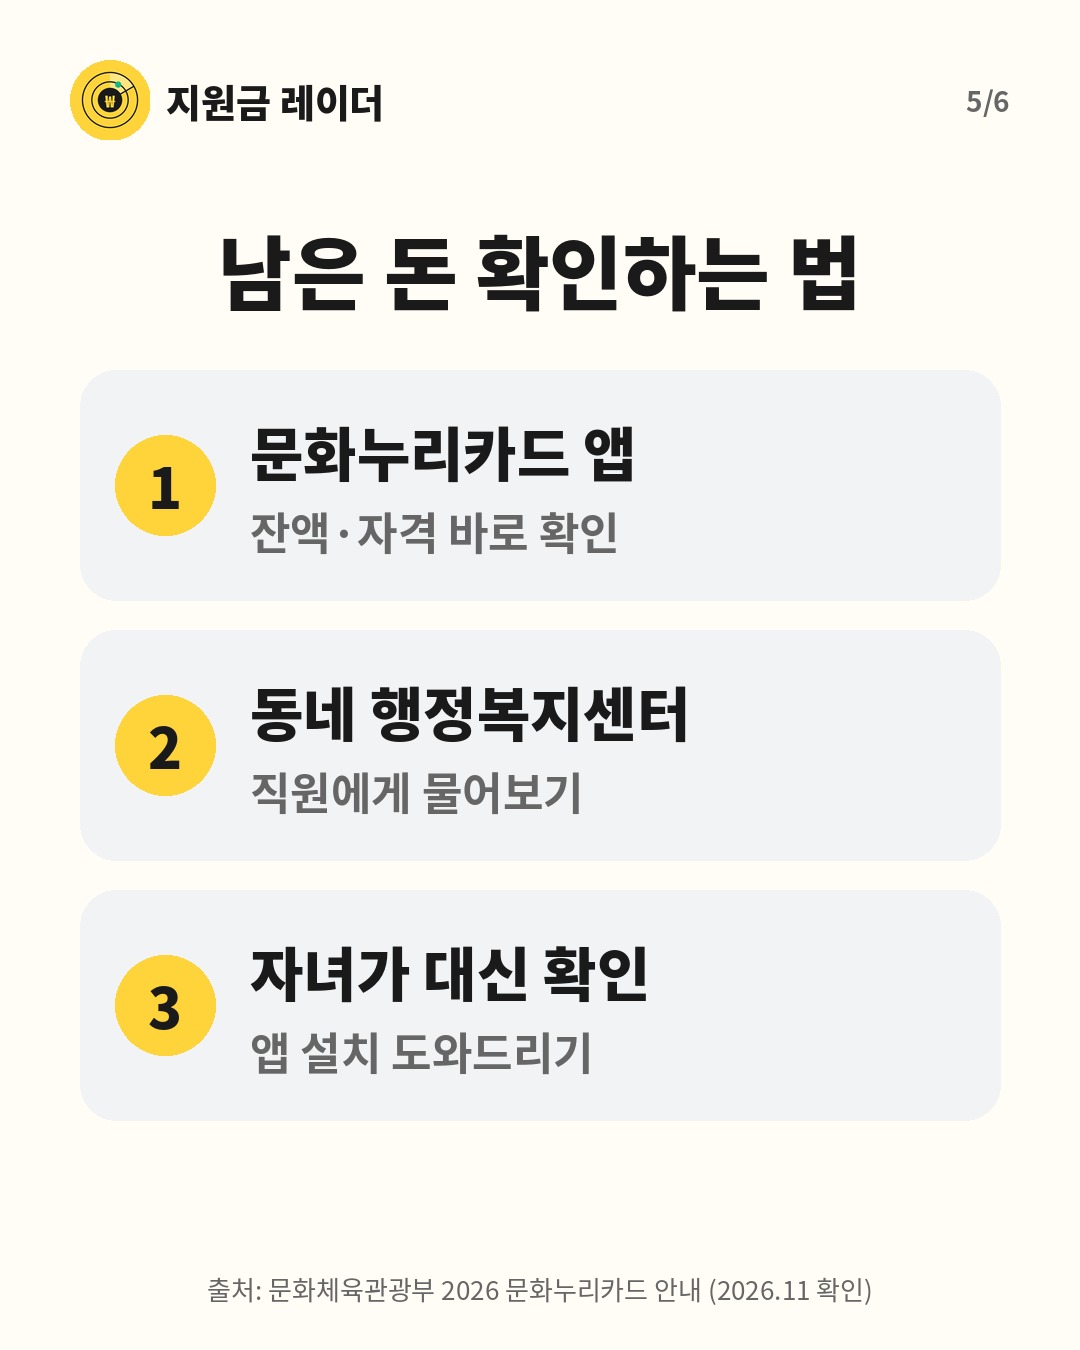 지원금 레이더
5/6
남은 돈 확인하는 법
1
문화누리카드 앱
잔액·자격 바로 확인
2
동네 행정복지센터
직원에게 물어보기
3
자녀가 대신 확인
앱 설치 도와드리기
출처: 문화체육관광부 2026 문화누리카드 안내 (2026.11 확인)